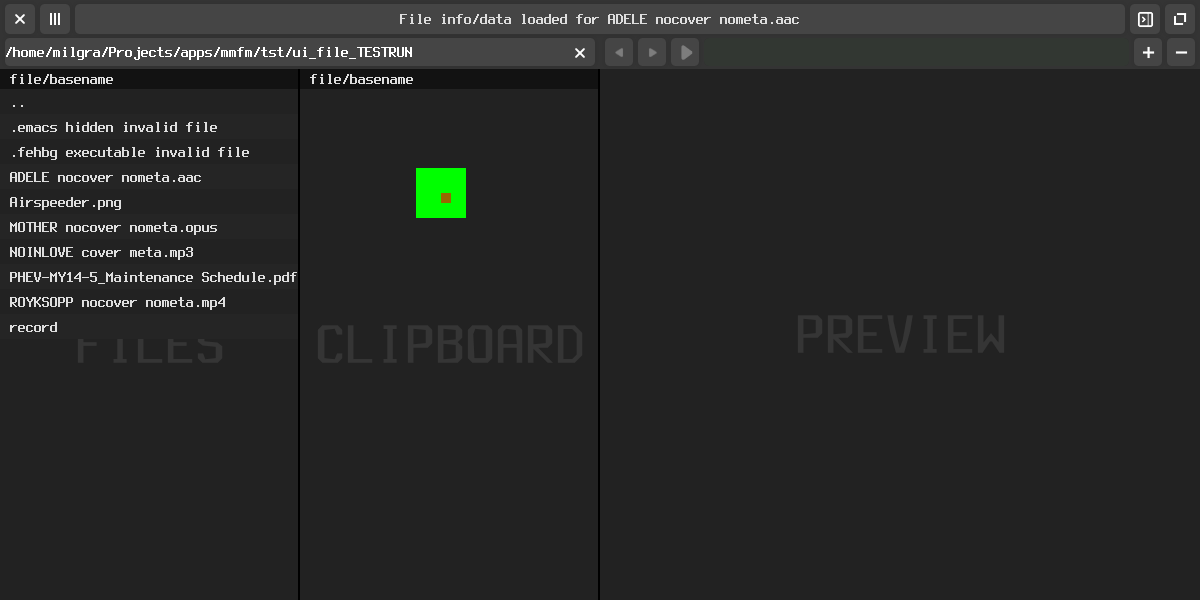 File info/data loaded for ADELE nocover nometa.aac
/home/milgra/Projects/apps/mmfm/tst/ui_file_TESTRUN
file/basename
file/basename
..
.emacs hidden invalid file
.fehbg executable invalid file
ADELE nocover nometa.aac
Airspeeder.png
MOTHER nocover nometa.opus
NOINLOVE cover meta.mp3
PHEV-MY14-5_Maintenance Schedule.pdf
ROYKSOPP nocover nometa.mp4
record
FILES
CLIPBOARD
PREVIEW